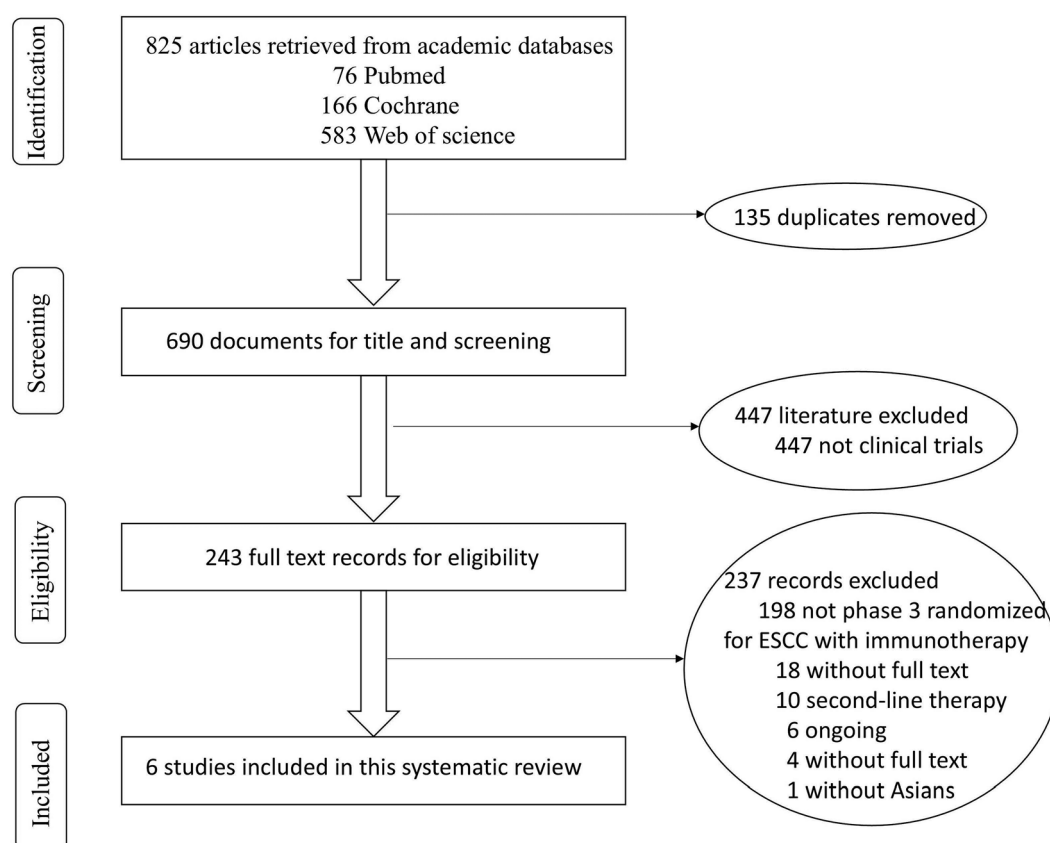 Identification
825 articles retrieved from academic databases
76 Pubmed
166 Cochrane
583 Web of science
135 duplicates removed
Screening
690 documents for title and screening
447 literature excluded
447 not clinical trials
Eligibility
243 full text records for eligibility
237 records excluded
198 not phase 3 randomized
for ESCC with immunotherapy
18 without full text
10 second-line therapy
6 ongoing
4 without full text
1 without Asians
Included
6 studies included in this systematic review